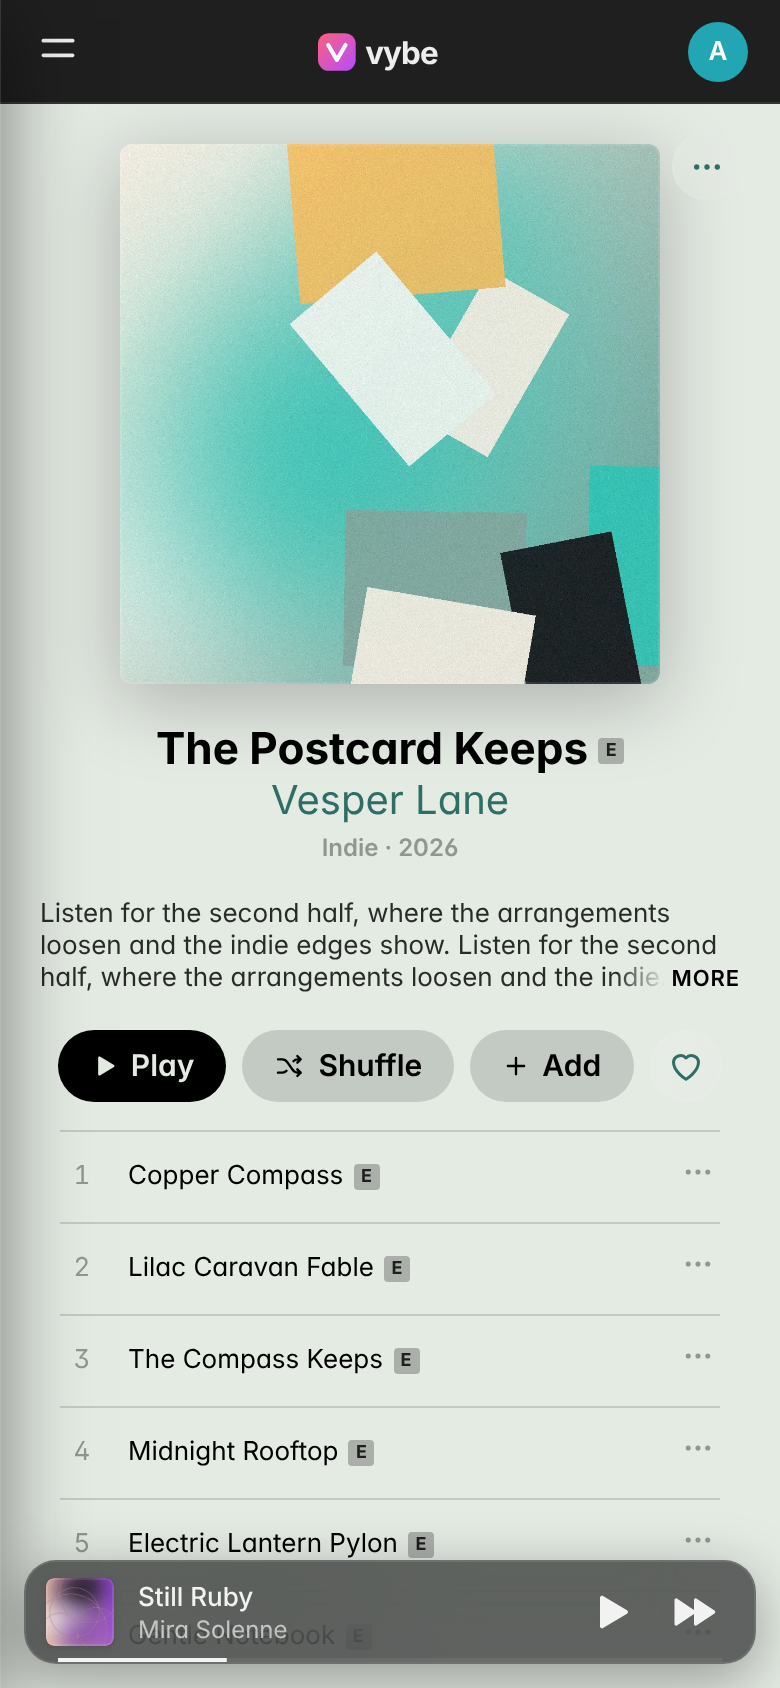 vybe
A
The Postcard Keeps E
Vesper Lane
Indie · 2026
Listen for the second half, where the arrangements
loosen and the indie edges show. Listen for the second
half, where the arrangements loosen and the indie MORE
Play
Shuffle
Add
1 Copper Compass E
2 Lilac Caravan Fable E
3 The Compass Keeps E
4 Midnight Rooftop E
5 Electric Lantern Pylon E
Still Ruby
Mira Solenne
Gentle Notebook E